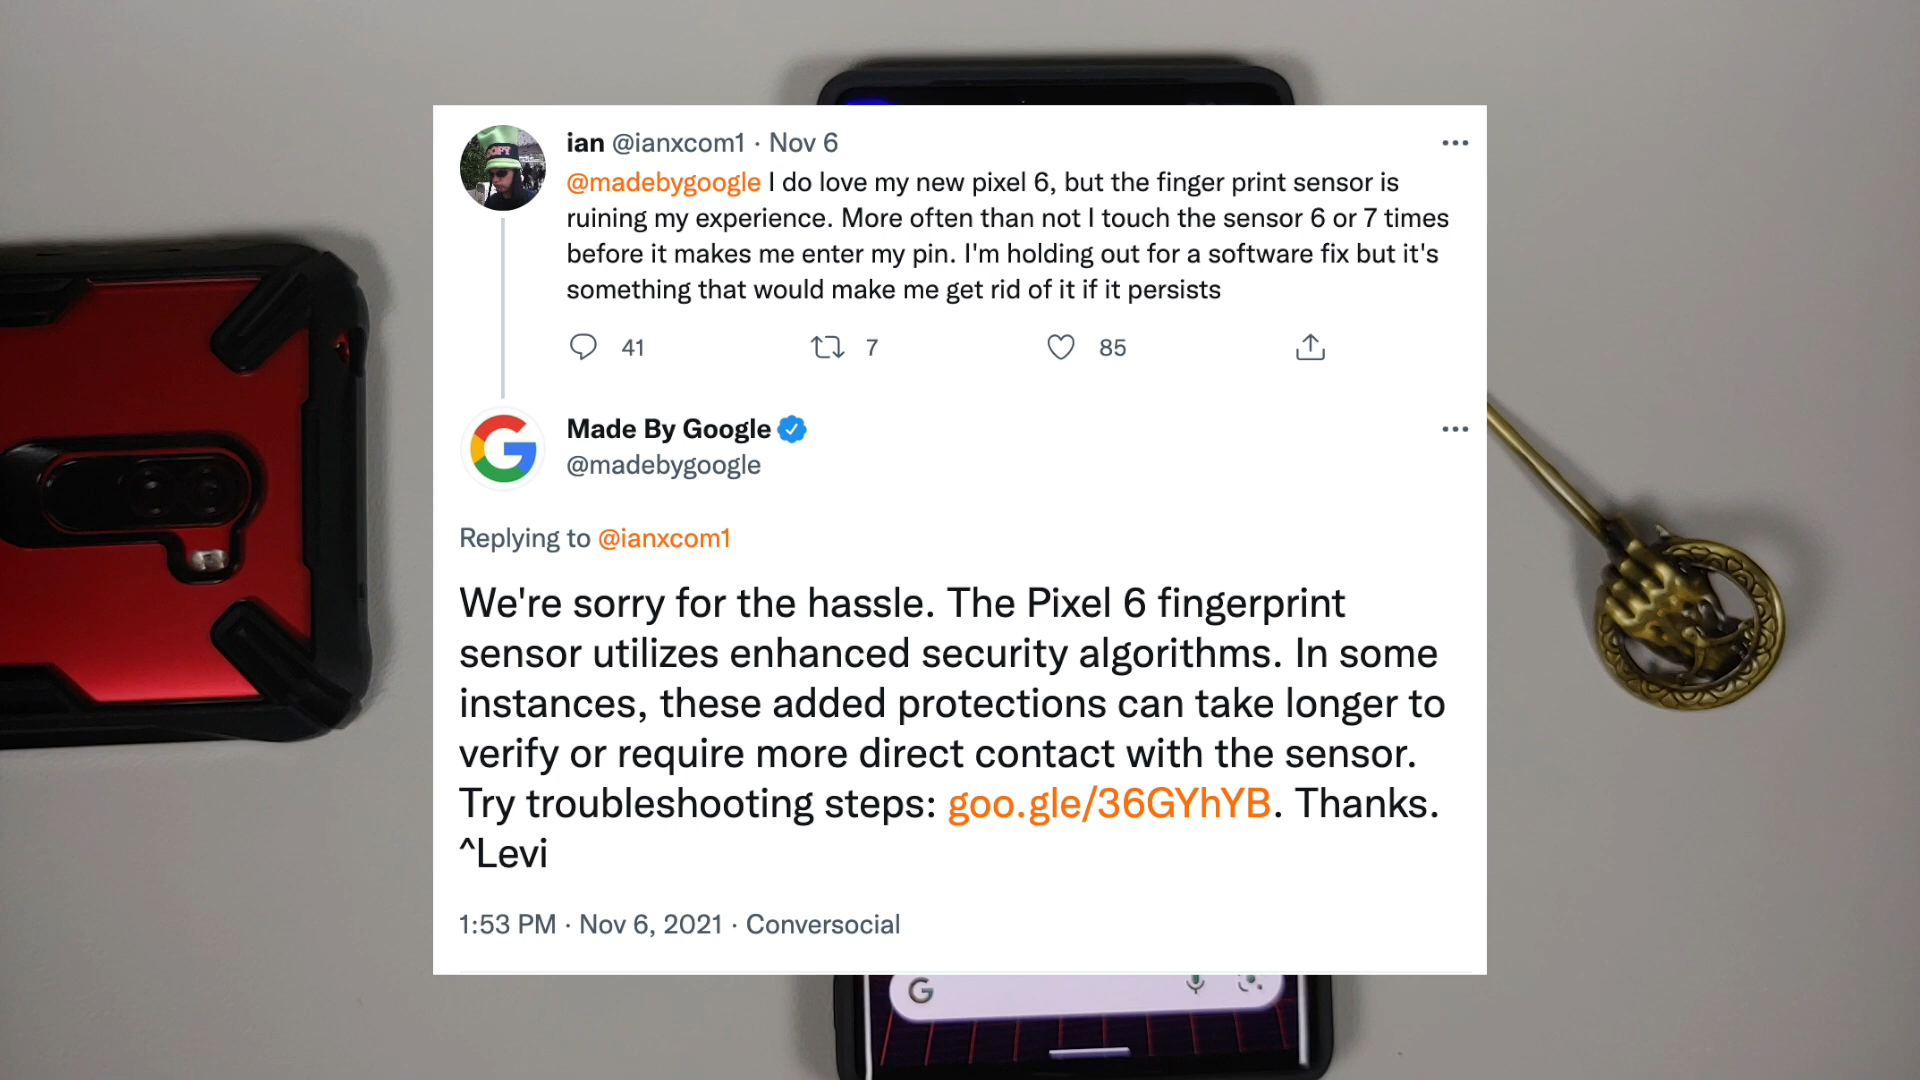 ian @ianxcom1 · Nov 6
@madebygoogle I do love my new pixel 6, but the finger print sensor is
ruining my experience. More often than not I touch the sensor 6 or 7 times
before it makes me enter my pin. I'm holding out for a software fix but it's
something that would make me get rid of it if it persists
41 7 85
Made By Google
@madebygoogle
Replying to @ianxcom1
We're sorry for the hassle. The Pixel 6 fingerprint
sensor utilizes enhanced security algorithms. In some
instances, these added protections can take longer to
verify or require more direct contact with the sensor.
Try troubleshooting steps: goo.gle/36GYhYB. Thanks.
^Levi
1:53 PM · Nov 6, 2021 · Conversocial